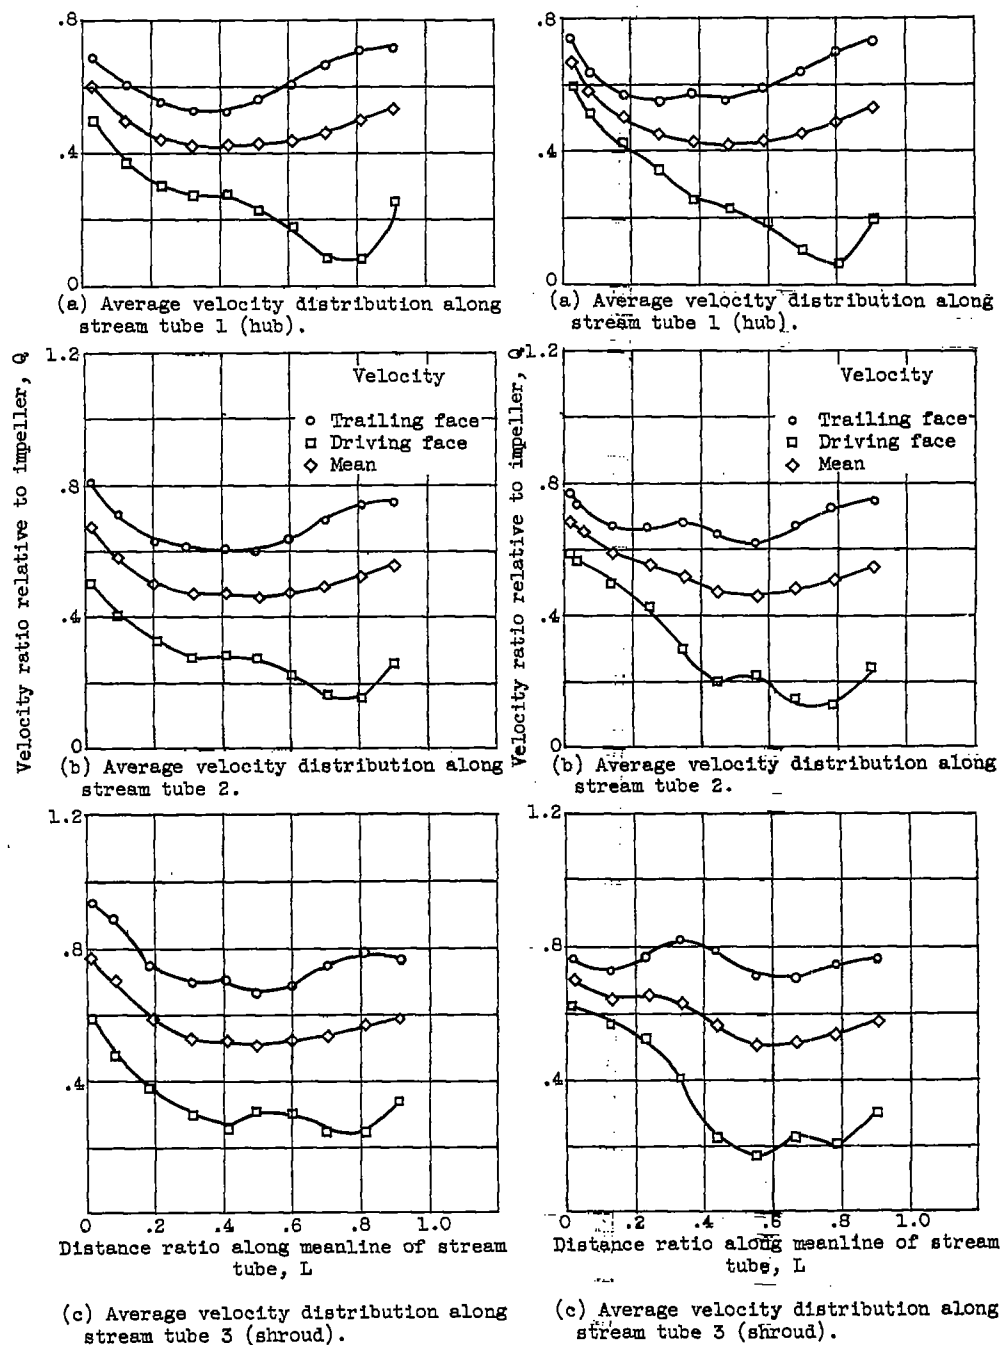 .8
.4
0
(a) Average velocity distribution along
stream tube 1 (hub).
Velocity ratio relative to impeller, Q
1.2
Velocity
Trailing face
Driving face
Mean
.8
.4
0
(b) Average velocity distribution along
stream tube 2.
1.2
.8
.4
0 .2 .4 .6 .8 1.0
Distance ratio along meanline of stream
tube, L
(c) Average velocity distribution along
stream tube 3 (shroud).
.8
.4
0
(a) Average velocity distribution along
stream tube 1 (hub).
Velocity ratio relative to impeller, Q
1.2
Velocity
Trailing face
Driving face
Mean
.8
.4
0
(b) Average velocity distribution along
stream tube 2.
1.2
.8
.4
0 .2 .4 .6 .8 1.0
Distance ratio along meanline of stream
tube, L
(c) Average velocity distribution along
stream tube 3 (shroud).